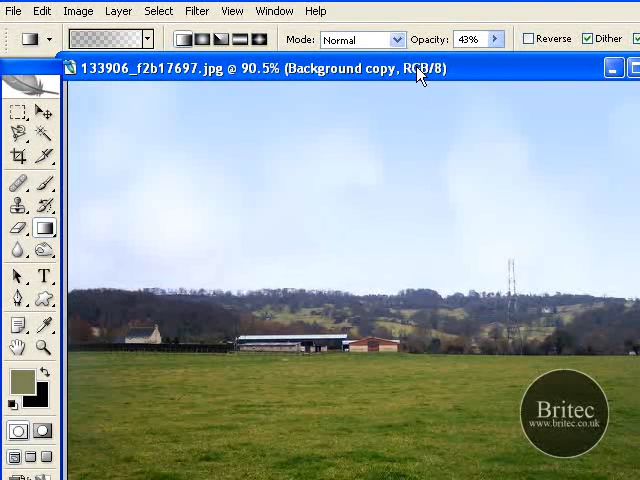 File Edit Image Layer Select Filter View Window Help
Mode: Normal Opacity: 43% Reverse Dither
133906_f2b17697.jpg @ 90.5% (Background copy, RGB/8)
T
Britec
www.britec.co.uk